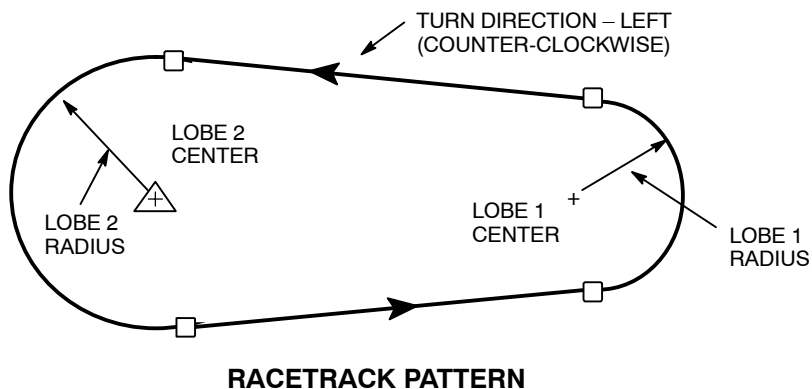 TURN DIRECTION – LEFT
(COUNTER-CLOCKWISE)
LOBE 2
CENTER
LOBE 2
RADIUS
LOBE 1
CENTER
LOBE 1
RADIUS
RACETRACK PATTERN